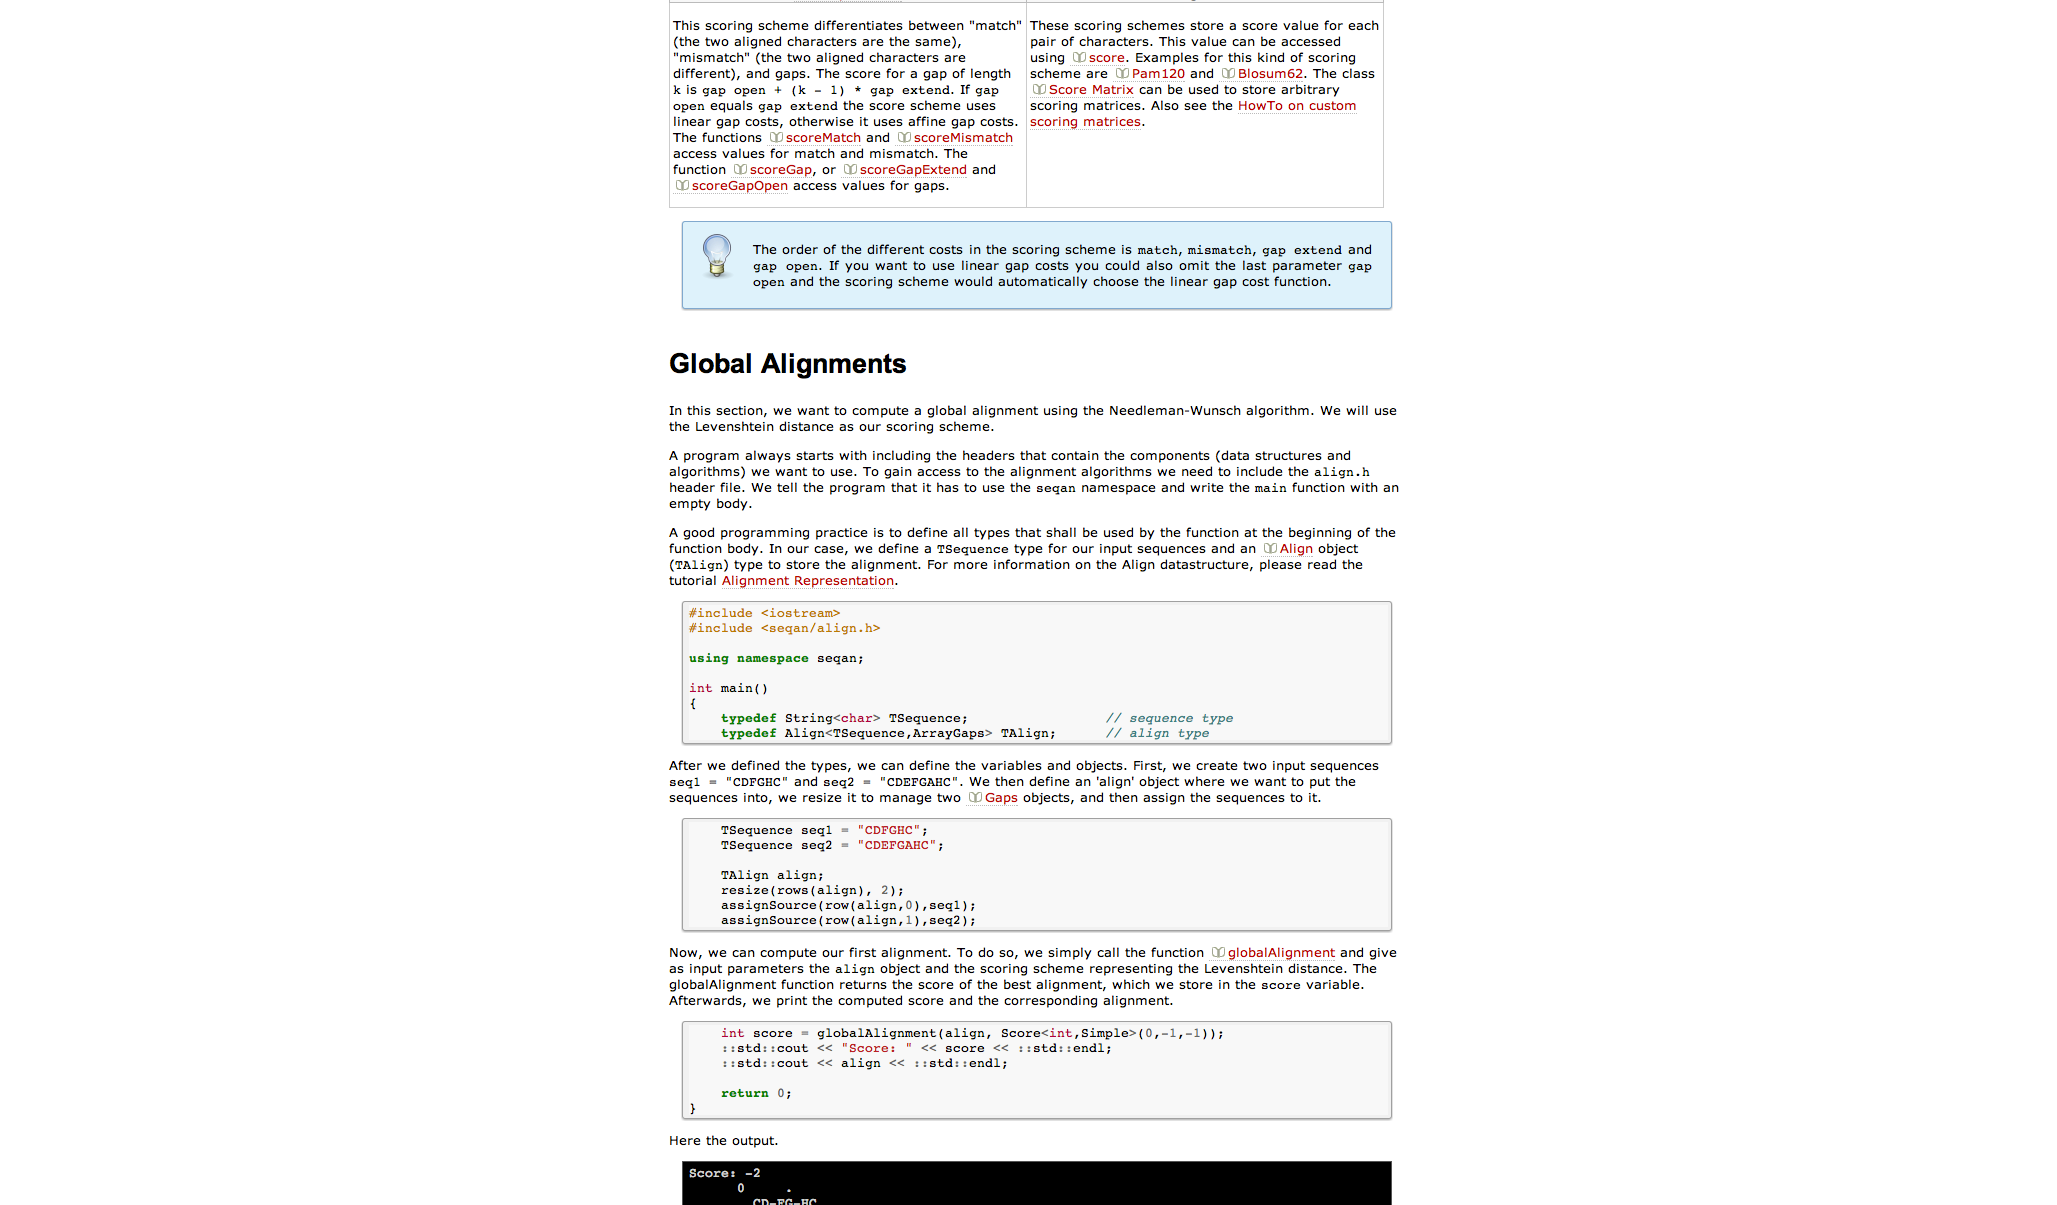 This scoring scheme differentiates between "match"
(the two aligned characters are the same),
"mismatch" (the two aligned characters are
different), and gaps. The score for a gap of length
k is gap open + (k - 1) * gap extend. If gap
open equals gap extend the score scheme uses
linear gap costs, otherwise it uses affine gap costs.
The functions scoreMatch and scoreMismatch
access values for match and mismatch. The
function scoreGap, or scoreGapExtend and
scoreGapOpen access values for gaps.
These scoring schemes store a score value for each
pair of characters. This value can be accessed
using score. Examples for this kind of scoring
scheme are Pam120 and Blosum62. The class
Score Matrix can be used to store arbitrary
scoring matrices. Also see the HowTo on custom
scoring matrices.
The order of the different costs in the scoring scheme is match, mismatch, gap extend and
gap open. If you want to use linear gap costs you could also omit the last parameter gap
open and the scoring scheme would automatically choose the linear gap cost function.
Global Alignments
In this section, we want to compute a global alignment using the Needleman-Wunsch algorithm. We will use
the Levenshtein distance as our scoring scheme.
A program always starts with including the headers that contain the components (data structures and
algorithms) we want to use. To gain access to the alignment algorithms we need to include the align.h
header file. We tell the program that it has to use the seqan namespace and write the main function with an
empty body.
A good programming practice is to define all types that shall be used by the function at the beginning of the
function body. In our case, we define a TSequence type for our input sequences and an Align object
(TAlign) type to store the alignment. For more information on the Align datastructure, please read the
tutorial Alignment Representation.
#include <iostream>
#include <seqan/align.h>
using namespace seqan;
int main()
{
typedef String<char> TSequence; // sequence type
typedef Align<TSequence,ArrayGaps> TAlign; // align type
After we defined the types, we can define the variables and objects. First, we create two input sequences
seq1 = "CDFGHC" and seq2 = "CDEFGAHC". We then define an 'align' object where we want to put the
sequences into, we resize it to manage two Gaps objects, and then assign the sequences to it.
TSequence seq1 = "CDFGHC";
TSequence seq2 = "CDEFGAHC";
TAlign align;
resize(rows(align), 2);
assignSource(row(align,0),seq1);
assignSource(row(align,1),seq2);
Now, we can compute our first alignment. To do so, we simply call the function globalAlignment and give
as input parameters the align object and the scoring scheme representing the Levenshtein distance. The
globalAlignment function returns the score of the best alignment, which we store in the score variable.
Afterwards, we print the computed score and the corresponding alignment.
int score = globalAlignment(align, Score<int,Simple>(0,-1,-1));
::std::cout << "Score: " << score << ::std::endl;
::std::cout << align << ::std::endl;
return 0;
}
Here the output.
Score: -2
0 .
CD-FG-HC